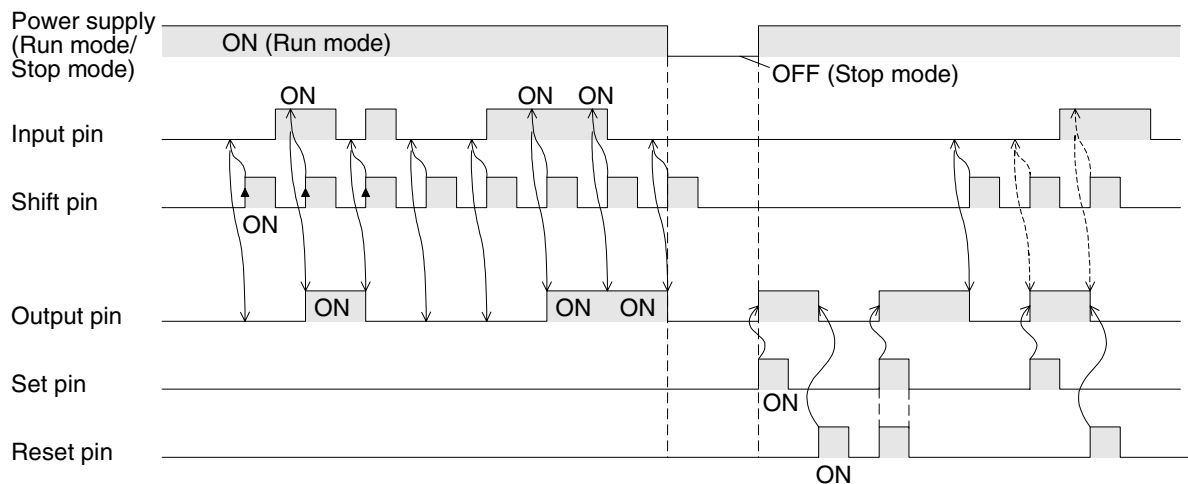 Power supply
(Run mode/
Stop mode)
ON (Run mode)
OFF (Stop mode)
ON
ON
ON
Input pin
Shift pin
ON
Output pin
ON
ON
ON
Set pin
ON
Reset pin
ON